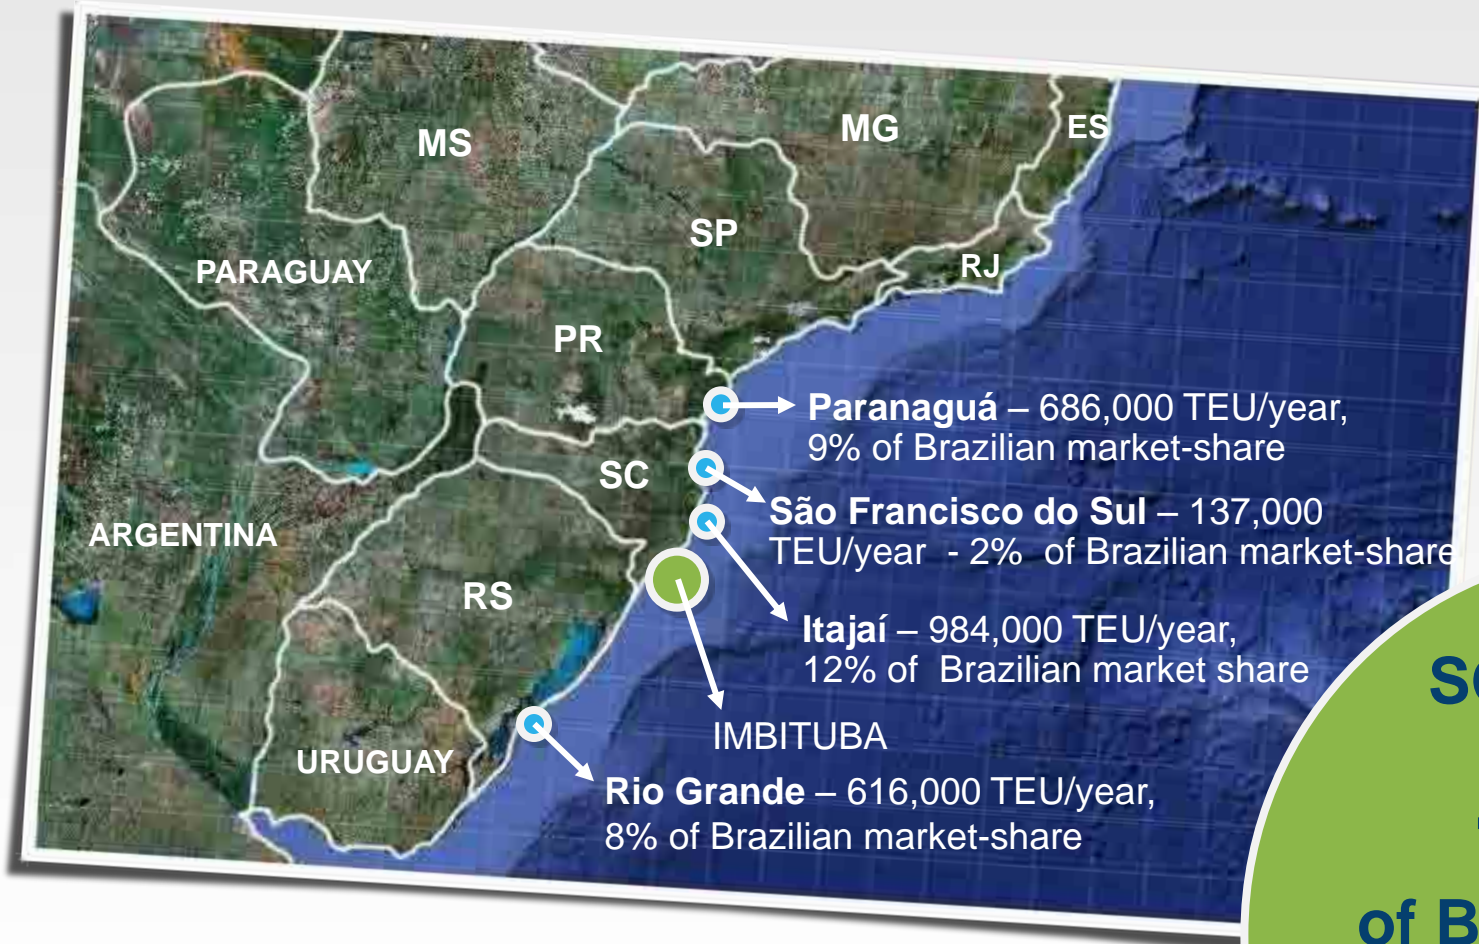 MS
MG
ES
SP
PARAGUAY
RJ
PR
Paranaguá – 686,000 TEU/year,
9% of Brazilian market-share
SC
São Francisco do Sul – 137,000
TEU/year - 2% of Brazilian market-share
ARGENTINA
RS
Itajaí – 984,000 TEU/year,
12% of Brazilian market share
IMBITUBA
URUGUAY
Rio Grande – 616,000 TEU/year,
8% of Brazilian market-share
of